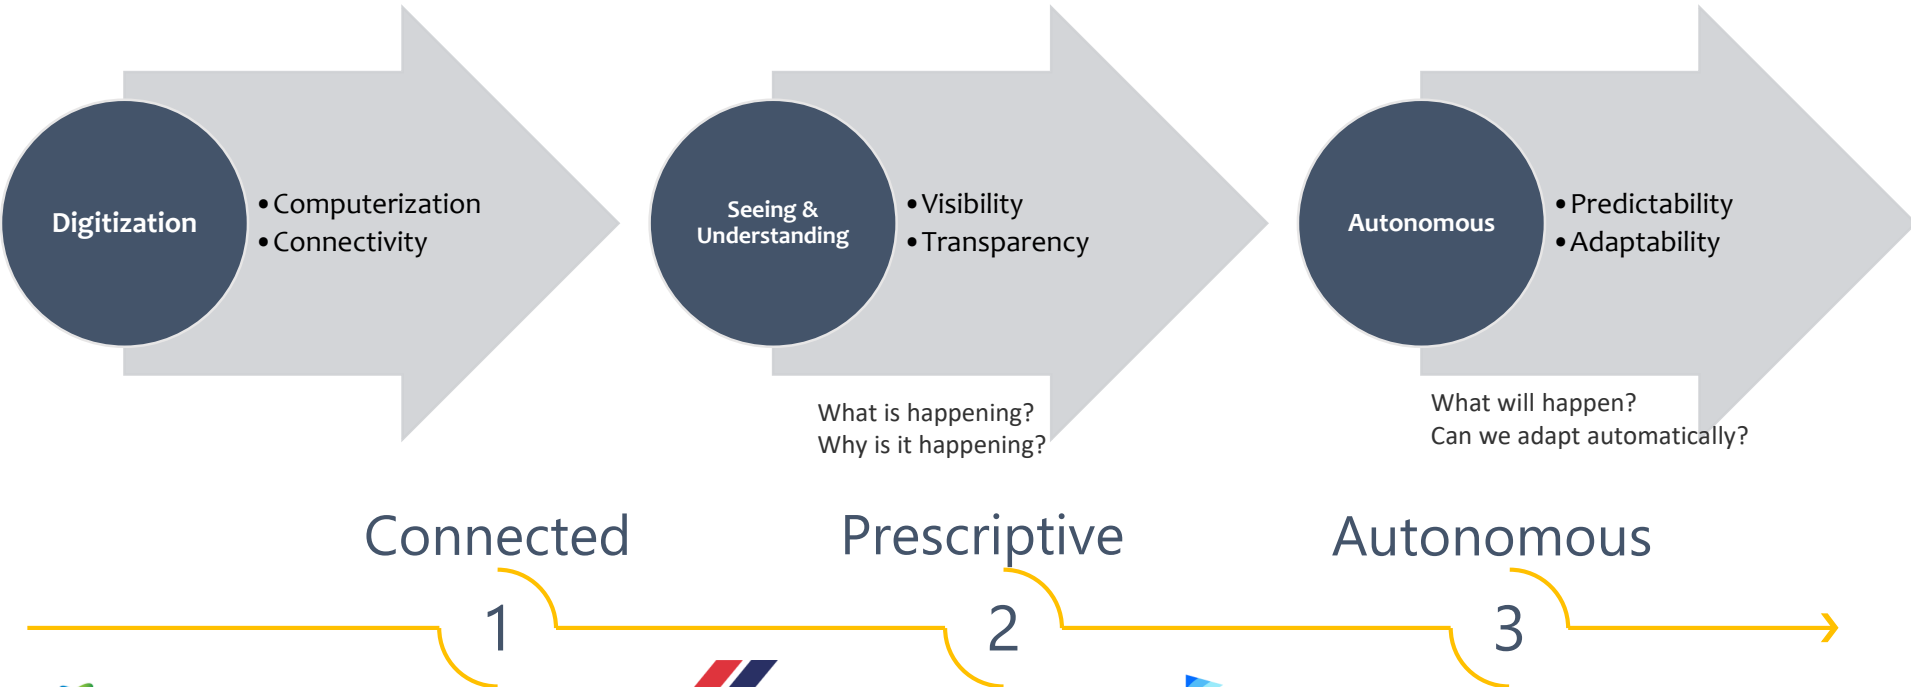 Digitization
•Computerization
•Connectivity
Seeing &
Understanding
•Visibility
•Transparency
Autonomous
•Predictability
•Adaptability
What is happening?
Why is it happening?
What will happen?
Can we adapt automatically?
Connected
Prescriptive
Autonomous
1
2
3